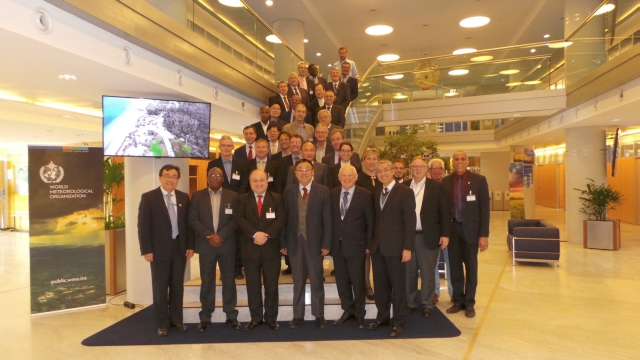 WORLD
METEOROLOGICAL
ORGANIZATION
public.wmo.int